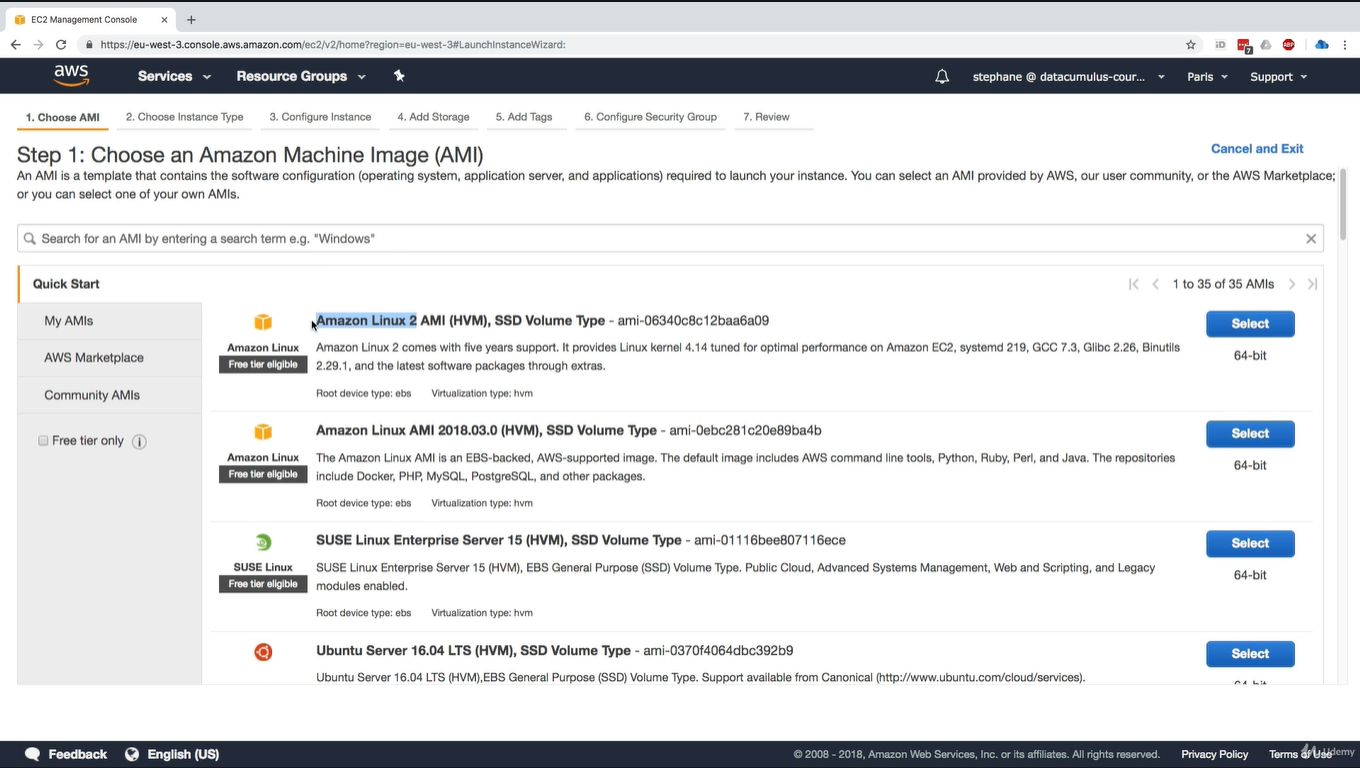 EC2 Management Console
https://eu-west-3.console.aws.amazon.com/ec2/v2/home?region=eu-west-3#LaunchInstanceWizard:
iD
7
ABP
aws
Services
Resource Groups
stephane @ datacumulus-cour...
Paris
Support
1. Choose AMI
2. Choose Instance Type
3. Configure Instance
4. Add Storage
5. Add Tags
6. Configure Security Group
7. Review
Step 1: Choose an Amazon Machine Image (AMI)
Cancel and Exit
An AMI is a template that contains the software configuration (operating system, application server, and applications) required to launch your instance. You can select an AMI provided by AWS, our user community, or the AWS Marketplace;
or you can select one of your own AMIs.
Search for an AMI by entering a search term e.g. "Windows"
Quick Start
1 to 35 of 35 AMIs
My AMIs
AWS Marketplace
Community AMIs
Free tier only
Amazon Linux
Free tier eligible
Amazon Linux 2 AMI (HVM), SSD Volume Type - ami-06340c8c12baa6a09
Amazon Linux 2 comes with five years support. It provides Linux kernel 4.14 tuned for optimal performance on Amazon EC2, systemd 219, GCC 7.3, Glibc 2.26, Binutils
2.29.1, and the latest software packages through extras.
Root device type: ebs
Virtualization type: hvm
Select
64-bit
Amazon Linux
Free tier eligible
Amazon Linux AMI 2018.03.0 (HVM), SSD Volume Type - ami-0ebc281c20e89ba4b
The Amazon Linux AMI is an EBS-backed, AWS-supported image. The default image includes AWS command line tools, Python, Ruby, Perl, and Java. The repositories
include Docker, PHP, MySQL, PostgreSQL, and other packages.
Root device type: ebs
Virtualization type: hvm
Select
64-bit
SUSE Linux
Free tier eligible
SUSE Linux Enterprise Server 15 (HVM), SSD Volume Type - ami-01116bee807116ece
SUSE Linux Enterprise Server 15 (HVM), EBS General Purpose (SSD) Volume Type. Public Cloud, Advanced Systems Management, Web and Scripting, and Legacy
modules enabled.
Root device type: ebs
Virtualization type: hvm
Select
64-bit
Ubuntu Server 16.04 LTS (HVM), SSD Volume Type - ami-0370f4064dbc392b9
Ubuntu Server 16.04 LTS (HVM),EBS General Purpose (SSD) Volume Type. Support available from Canonical (http://www.ubuntu.com/cloud/services).
Select
64-bit
Feedback
English (US)
© 2008 - 2018, Amazon Web Services, Inc. or its affiliates. All rights reserved.
Privacy Policy
Terms of Use
Udemy